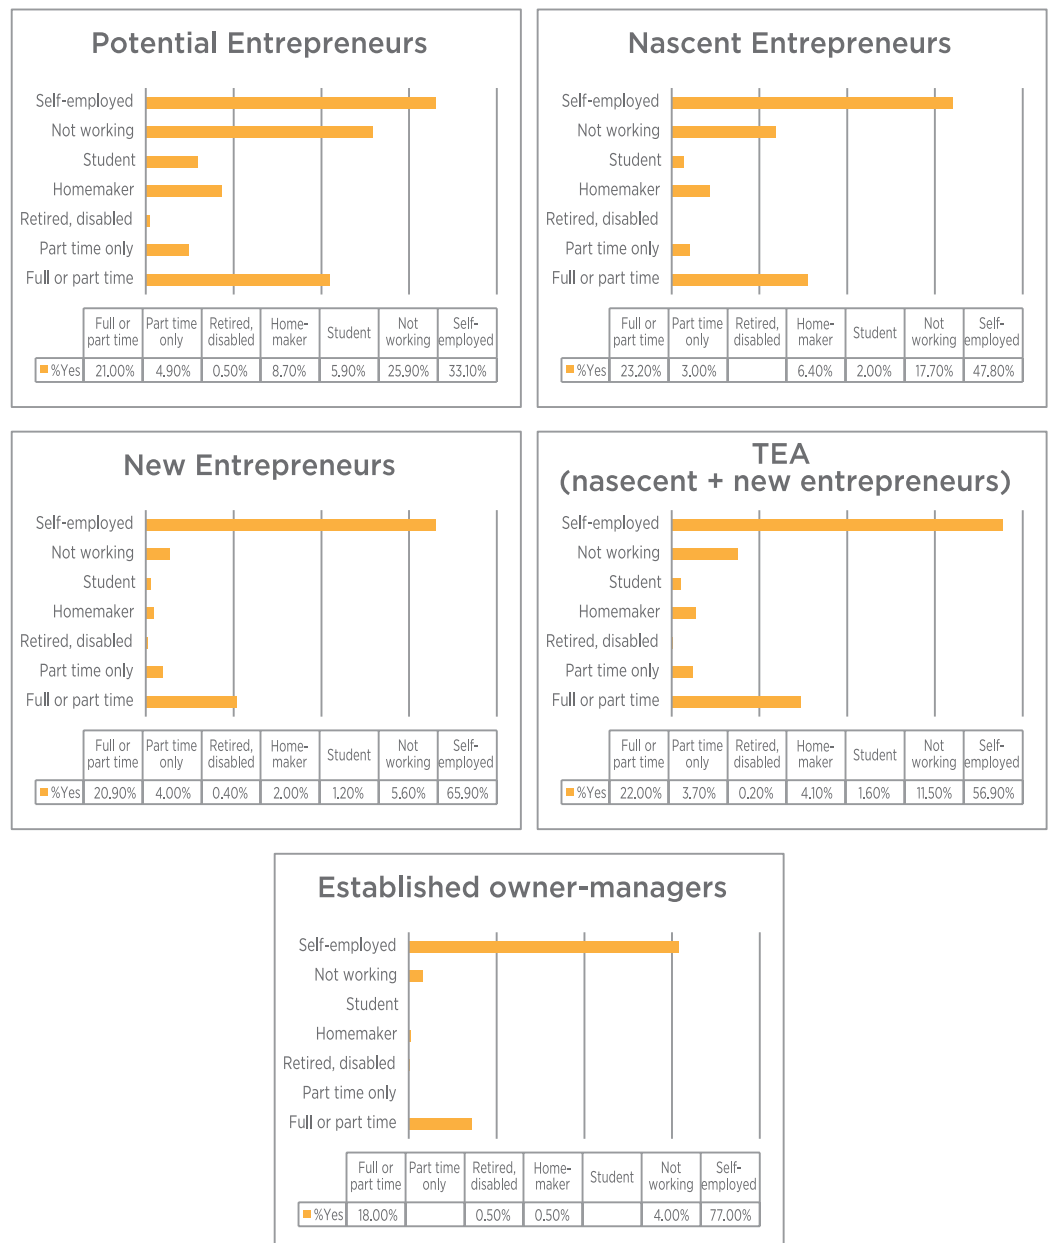 Potential Entrepreneurs
Self-employed
Not working
Student
Homemaker
Retired, disabled
Part time only
Full or part time
Full or part time Part time only Retired, disabled Home-maker Student Not working Self-employed
%Yes 21.00% 4.90% 0.50% 8.70% 5.90% 25.90% 33.10%
Nascent Entrepreneurs
Self-employed
Not working
Student
Homemaker
Retired, disabled
Part time only
Full or part time
Full or part time Part time only Retired, disabled Home-maker Student Not working Self-employed
%Yes 23.20% 3.00% 6.40% 2.00% 17.70% 47.80%
New Entrepreneurs
Self-employed
Not working
Student
Homemaker
Retired, disabled
Part time only
Full or part time
Full or part time Part time only Retired, disabled Home-maker Student Not working Self-employed
%Yes 20.90% 4.00% 0.40% 2.00% 1.20% 5.60% 65.90%
TEA
(nasecent + new entrepreneurs)
Self-employed
Not working
Student
Homemaker
Retired, disabled
Part time only
Full or part time
Full or part time Part time only Retired, disabled Home-maker Student Not working Self-employed
%Yes 22.00% 3.70% 0.20% 4.10% 1.60% 11.50% 56.90%
Established owner-managers
Self-employed
Not working
Student
Homemaker
Retired, disabled
Part time only
Full or part time
Full or part time Part time only Retired, disabled Home-maker Student Not working Self-employed
%Yes 18.00% 0.50% 0.50% 4.00% 77.00%